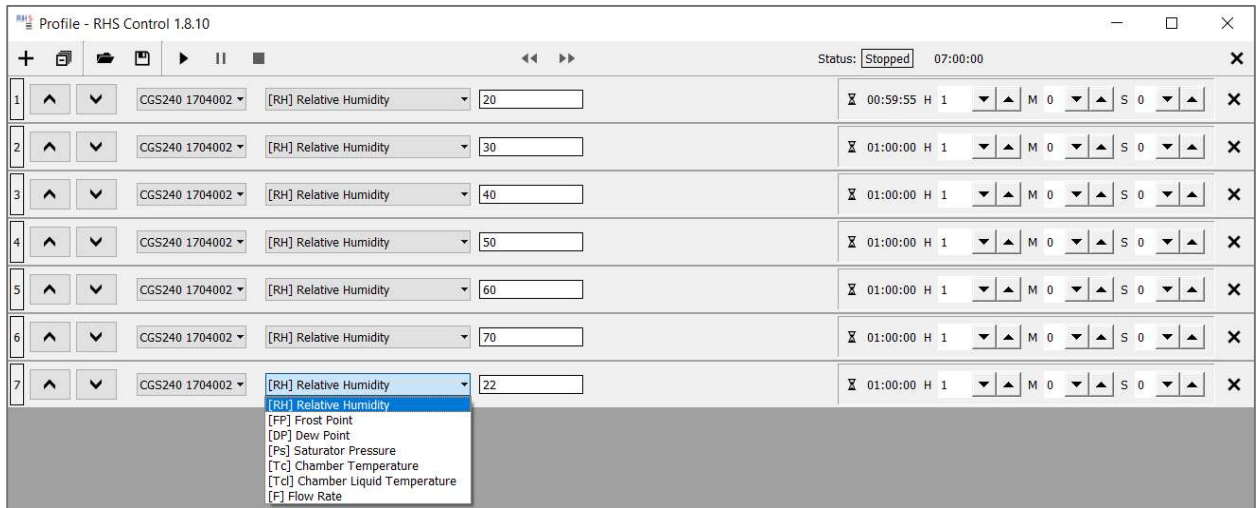 RHS Profile - RHS Control 1.8.10
Status: Stopped 07:00:00
1 CGS240 1704002 [RH] Relative Humidity 20 00:59:55 H 1 M 0 S 0
2 CGS240 1704002 [RH] Relative Humidity 30 01:00:00 H 1 M 0 S 0
3 CGS240 1704002 [RH] Relative Humidity 40 01:00:00 H 1 M 0 S 0
4 CGS240 1704002 [RH] Relative Humidity 50 01:00:00 H 1 M 0 S 0
5 CGS240 1704002 [RH] Relative Humidity 60 01:00:00 H 1 M 0 S 0
6 CGS240 1704002 [RH] Relative Humidity 70 01:00:00 H 1 M 0 S 0
7 CGS240 1704002 [RH] Relative Humidity 22 01:00:00 H 1 M 0 S 0
[RH] Relative Humidity
[FP] Frost Point
[DP] Dew Point
[Ps] Saturator Pressure
[Tc] Chamber Temperature
[Tcl] Chamber Liquid Temperature
[F] Flow Rate